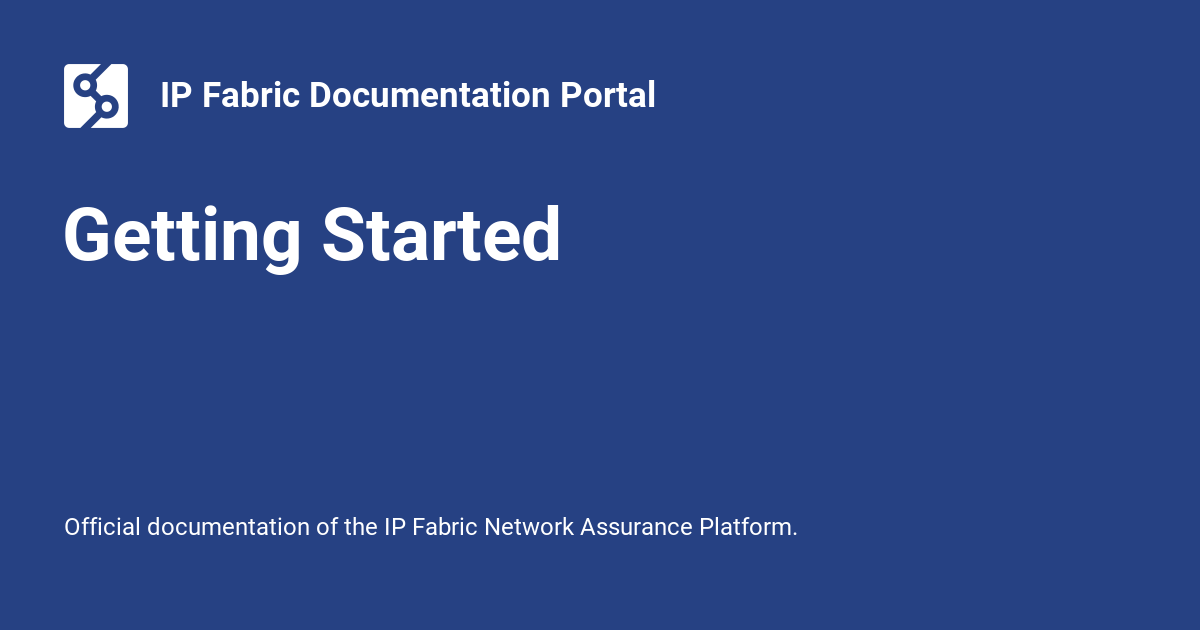 IP Fabric Documentation Portal
Getting Started
Official documentation of the IP Fabric Network Assurance Platform.